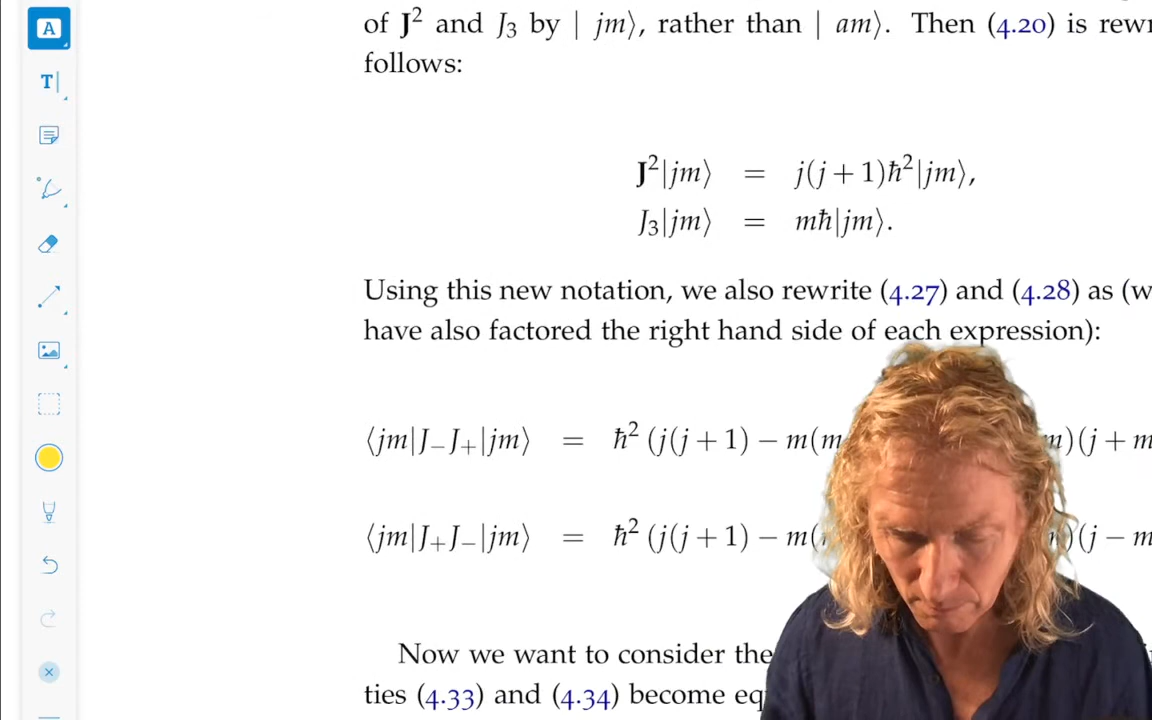 A
of J² and J₃ by | jm⟩, rather than | am⟩. Then (4.20) is
follows:
T|
J²|jm⟩ = j(j + 1)ħ²|jm⟩,
J₃|jm⟩ = mħ|jm⟩.
Using this new notation, we also rewrite (4.27) and (4.28) as
have also factored the right hand side of each expression):
⟨jm|J₋J₊|jm⟩ = ħ² (j(j + 1) − m(m )(j + m
⟨jm|J₊J₋|jm⟩ = ħ² (j(j + 1) − m( )(j − m
Now we want to consider the
ties (4.33) and (4.34) become